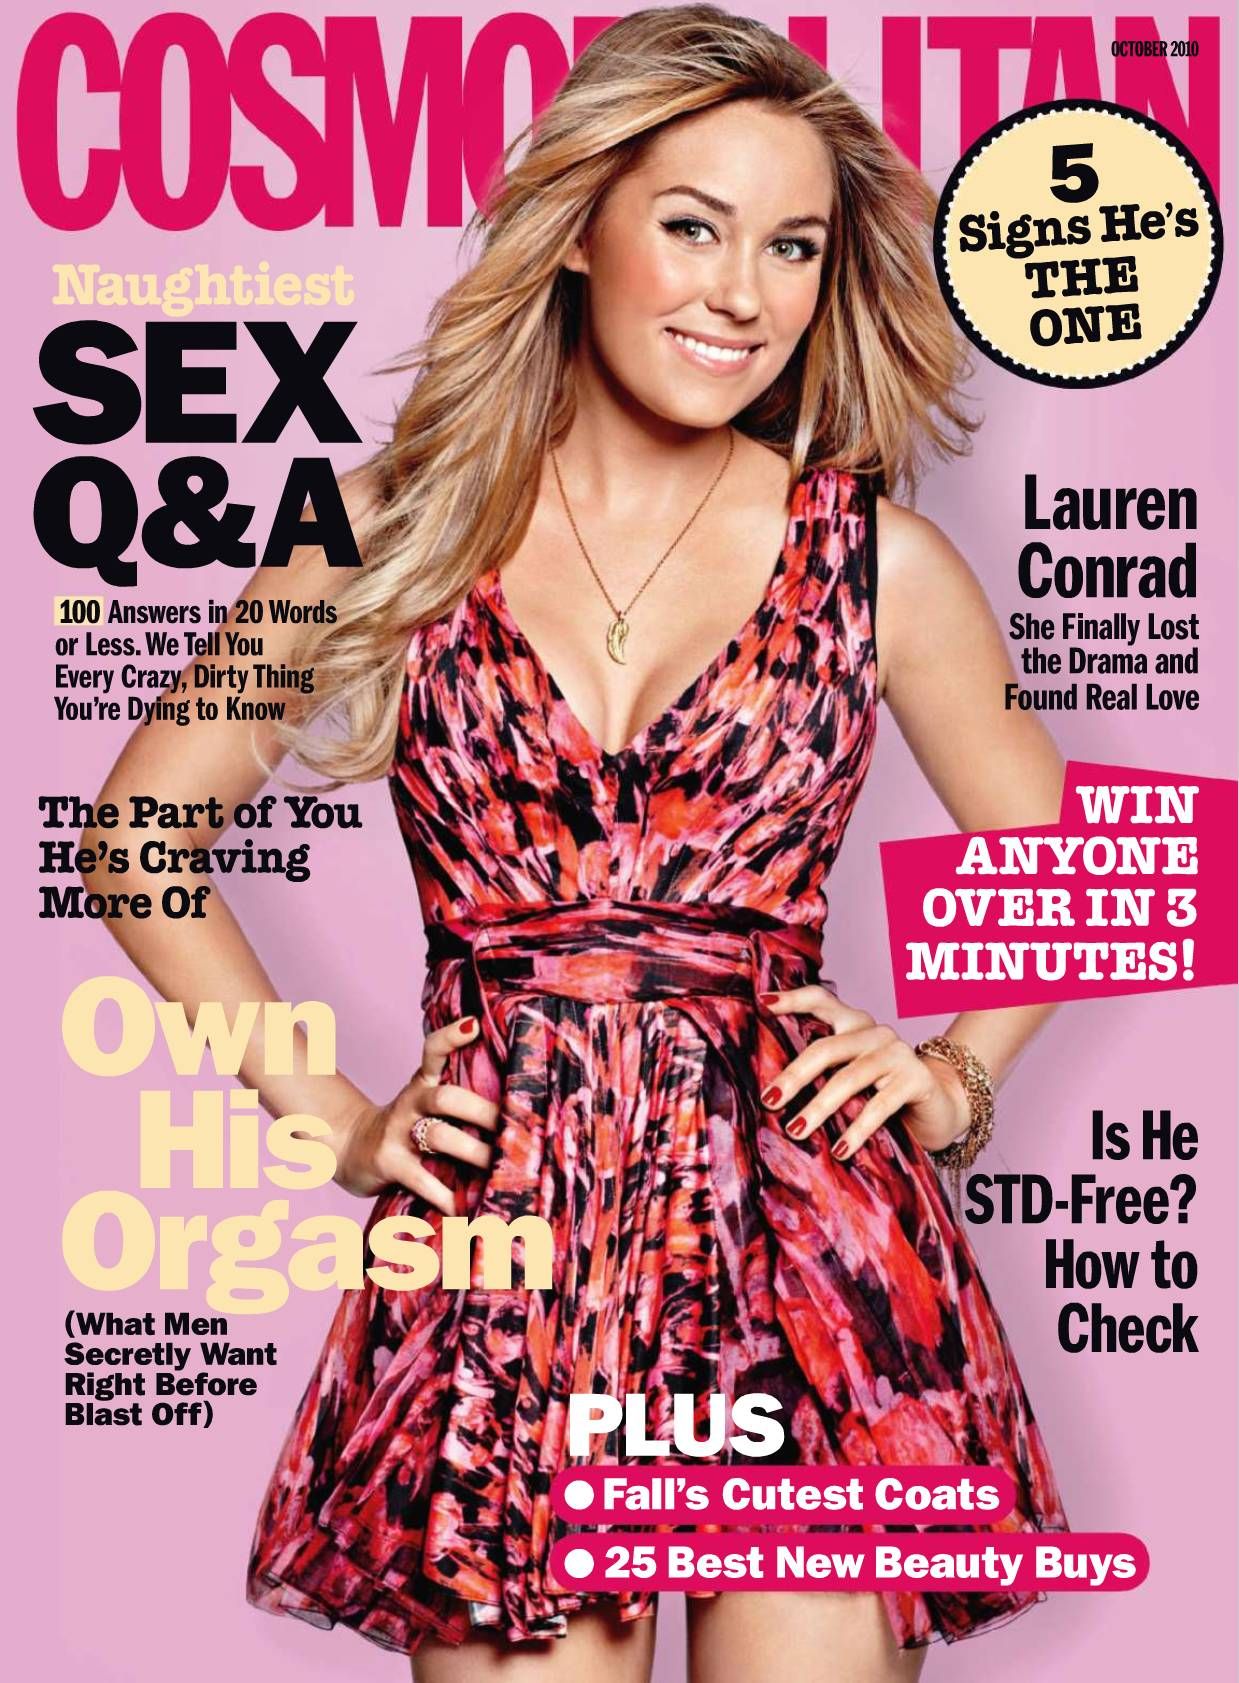 COSMOPOLITAN
OCTOBER 2010
5
Signs He's
THE
ONE
Naughtiest
SEX
Q&A
100 Answers in 20 Words
or Less. We Tell You
Every Crazy, Dirty Thing
You're Dying to Know
Lauren
Conrad
She Finally Lost
the Drama and
Found Real Love
The Part of You
He's Craving
More Of
WIN
ANYONE
OVER IN 3
MINUTES!
Own
His
Orgasm
(What Men
Secretly Want
Right Before
Blast Off)
Is He
STD-Free?
How to
Check
PLUS
● Fall's Cutest Coats
● 25 Best New Beauty Buys